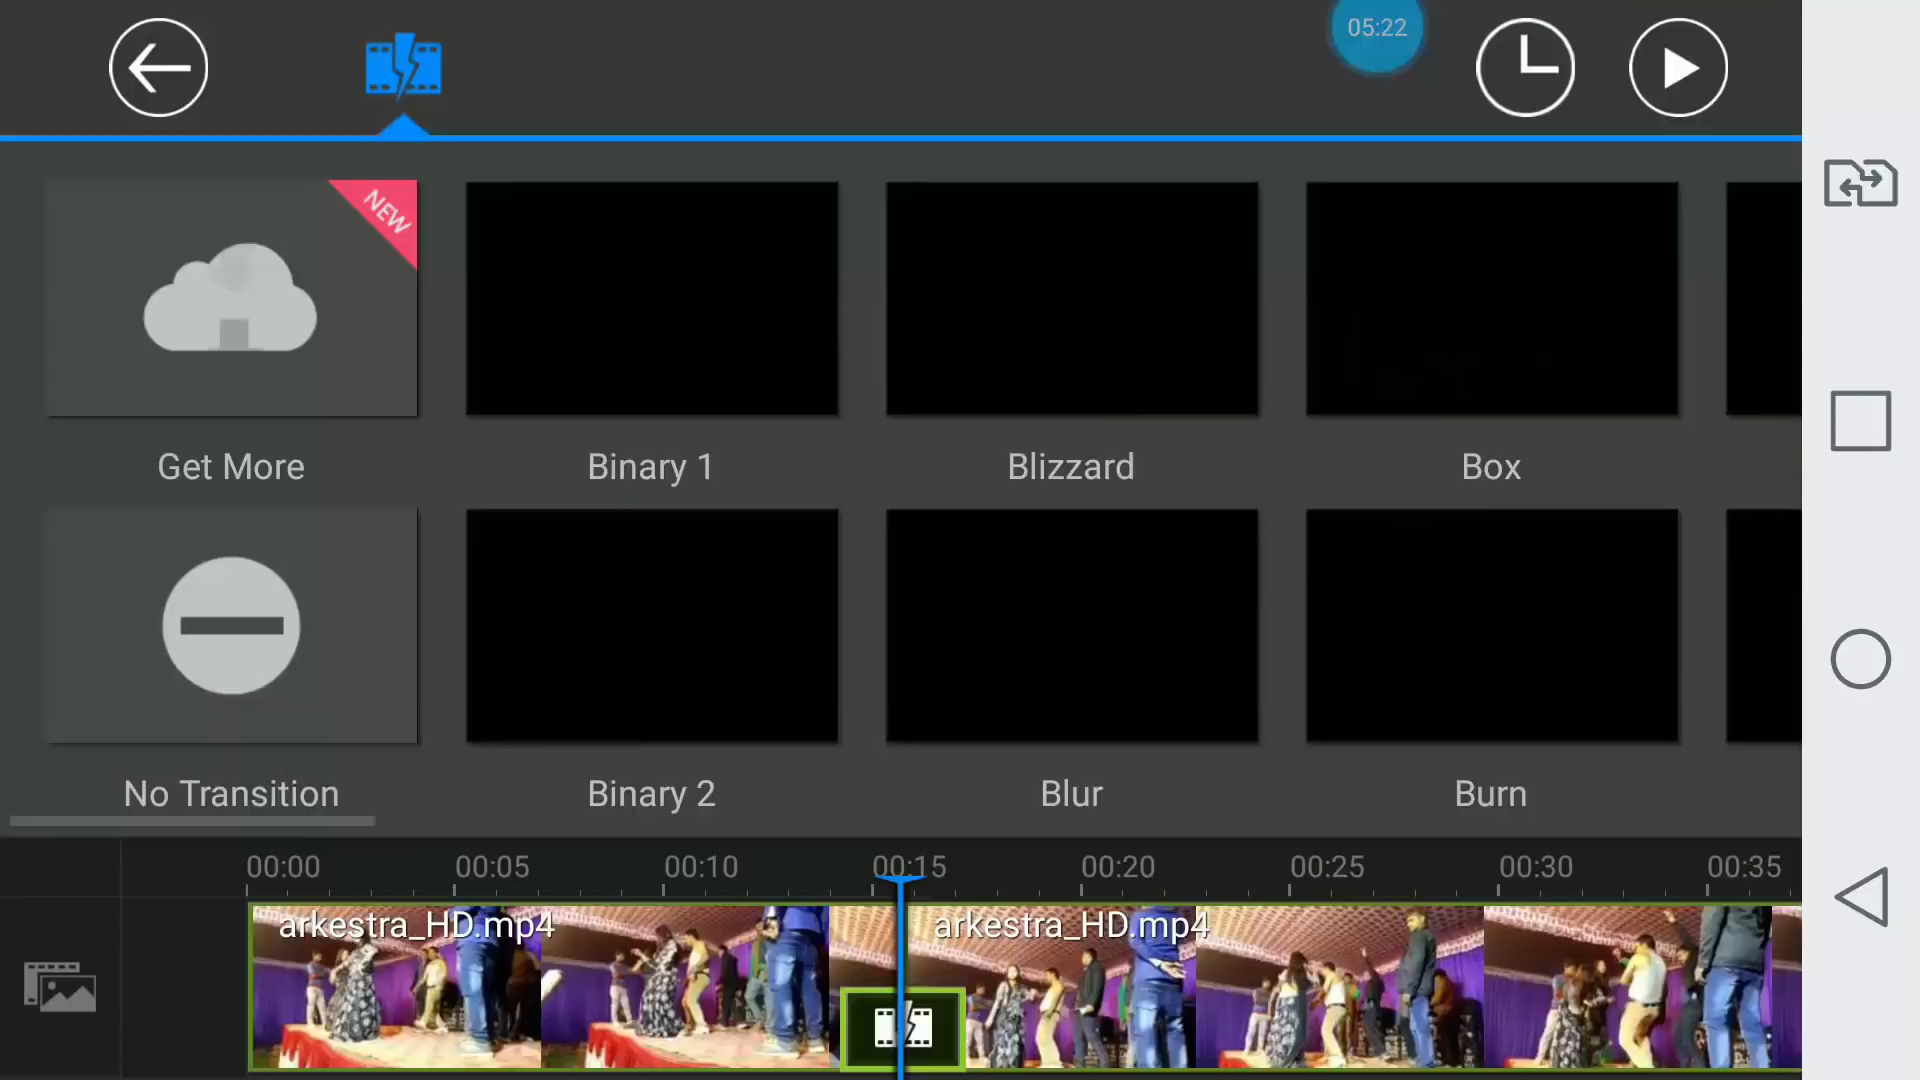 05:22
NEW
Get More
Binary 1
Blizzard
Box
No Transition
Binary 2
Blur
Burn
00:00
00:05
00:10
00:15
00:20
00:25
00:30
00:35
arkestra_HD.mp4
arkestra_HD.mp4